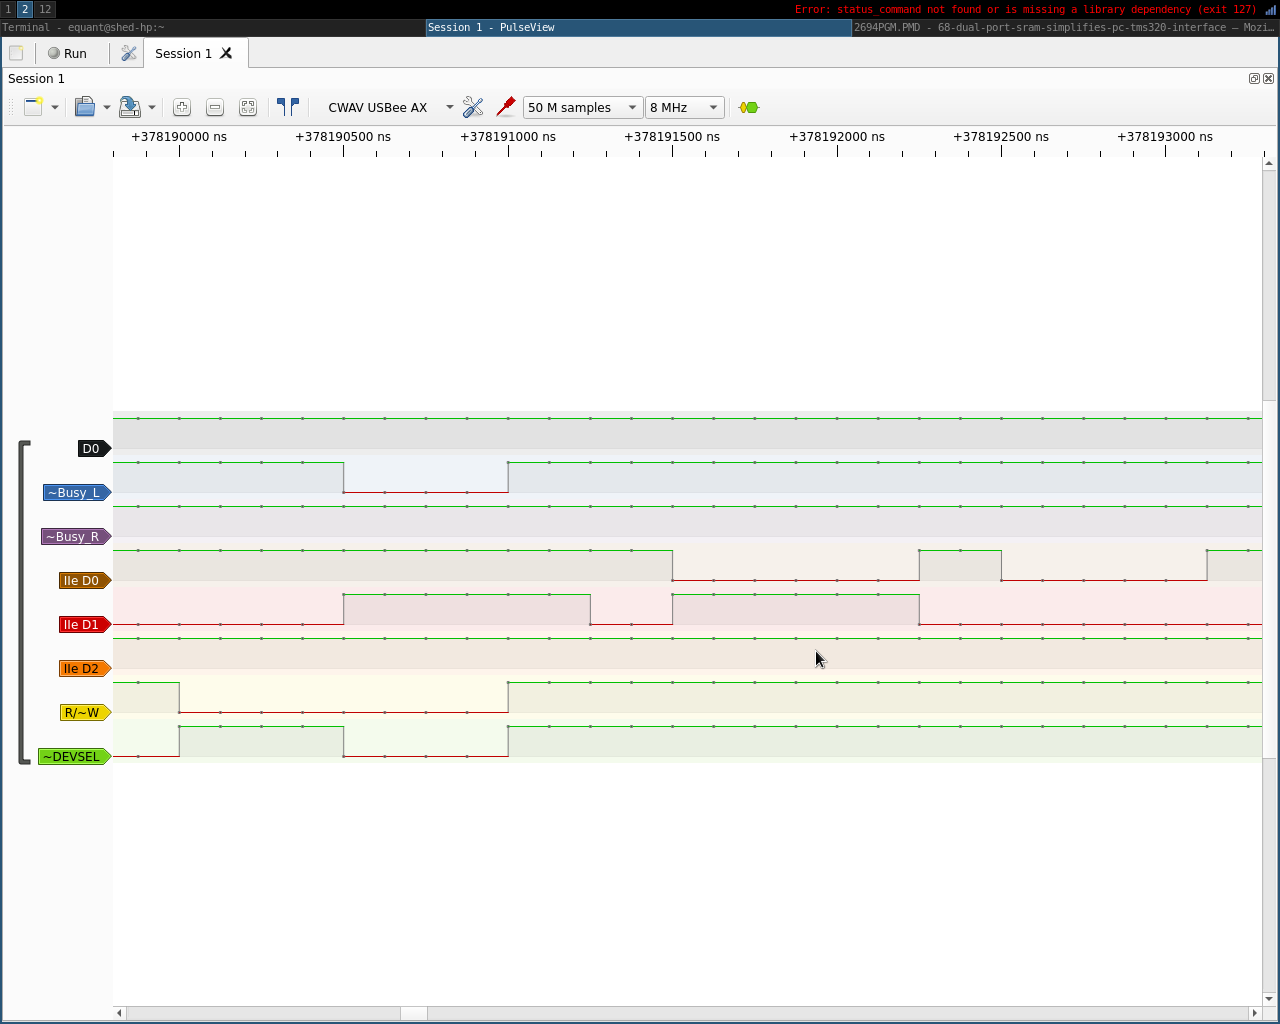 1 2 12 Error: status_command not found or is missing a library dependency (exit 127)
Terminal - equant@shed-hp:~ Session 1 - PulseView 2694PGM.PMD - 68-dual-port-sram-simplifies-pc-tms320-interface — Mozi…
Run Session 1
Session 1
CWAV USBee AX 50 M samples 8 MHz
+378190000 ns +378190500 ns +378191000 ns +378191500 ns +378192000 ns +378192500 ns +378193000 ns
D0
~Busy_L
~Busy_R
IIe D0
IIe D1
IIe D2
R/~W
~DEVSEL